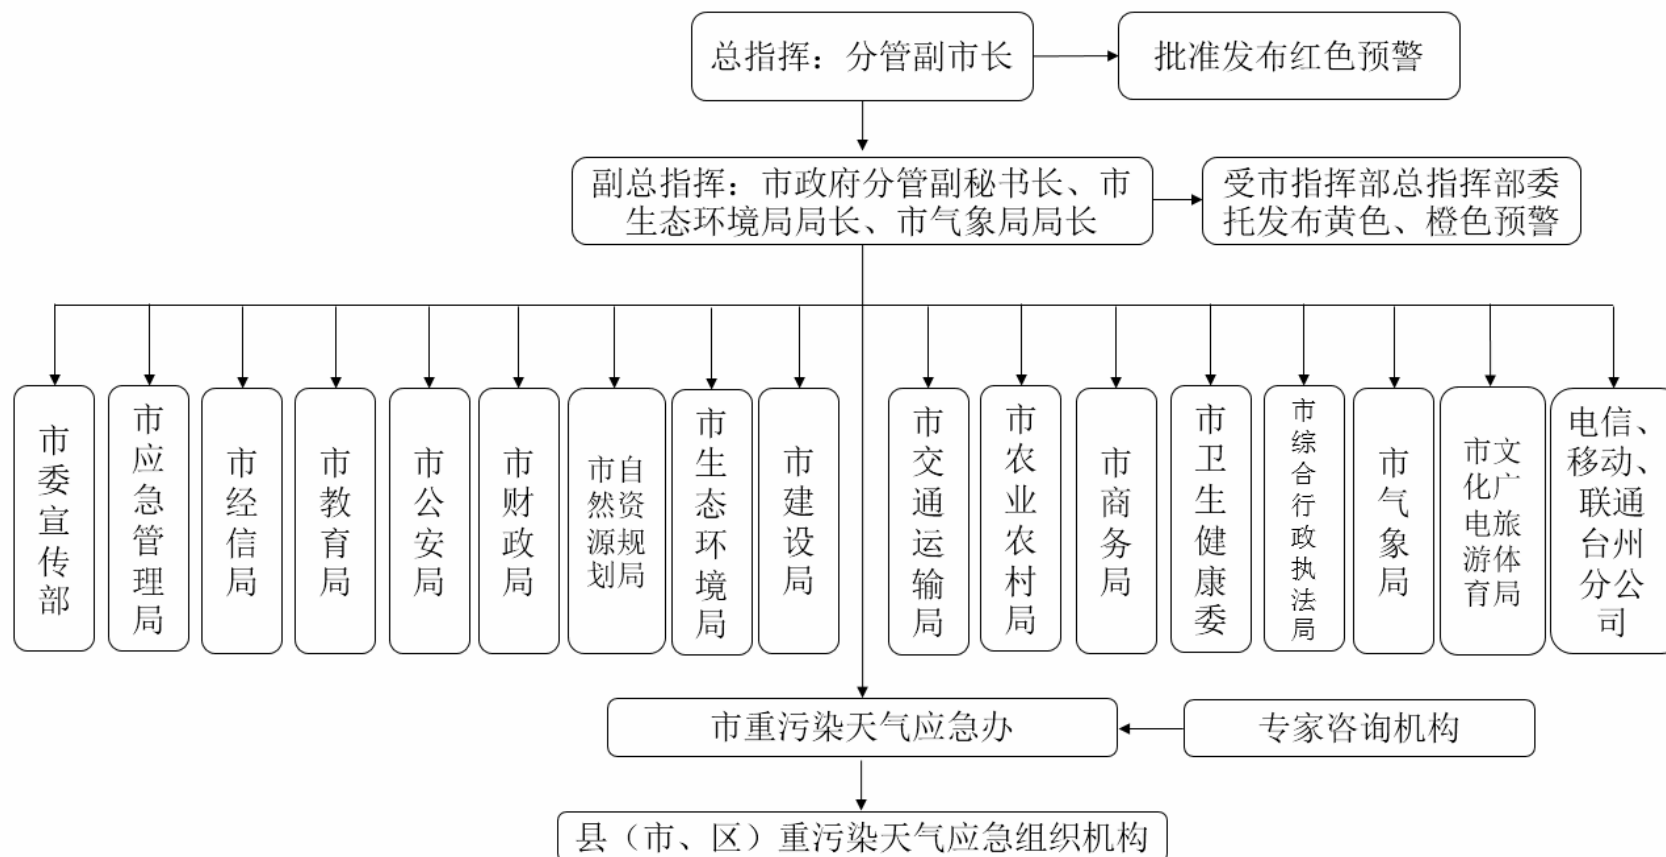 总指挥：分管副市长
批准发布红色预警
副总指挥：市政府分管副秘书长、市
生态环境局局长、市气象局局长
受市指挥部总指挥部委
托发布黄色、橙色预警
市委宣传部
市应急管理局
市经信局
市教育局
市公安局
市财政局
市自
然资
源规
划局
市生态环境局
市建设局
市交通运输局
市农业农村局
市商务局
市卫生健康委
市综合行政执法局
市气象局
市文
化广
电旅
游体
育局
电信、
移动、
联通
台州
分公
司
市重污染天气应急办
专家咨询机构
县（市、区）重污染天气应急组织机构